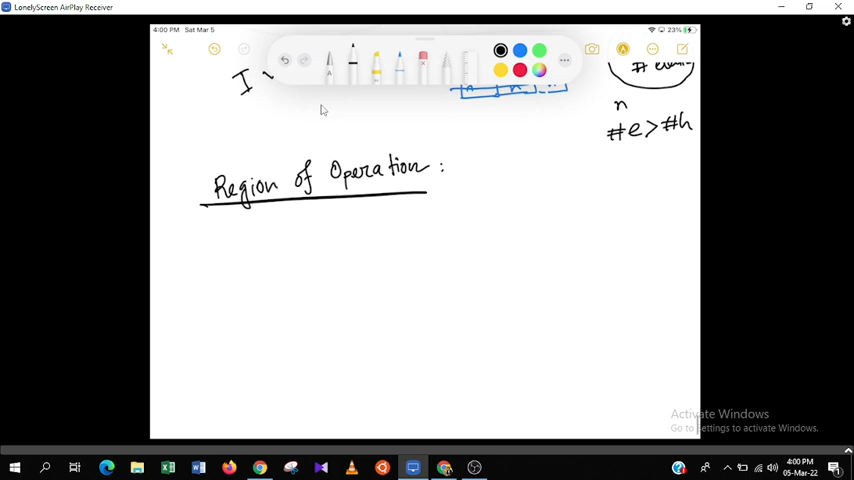 LonelyScreen AirPlay Receiver
4:00 PM Sat Mar 5
23%
A
I
n
#e>#h
Region of Operation:
Activate Windows
Go to Settings to activate Windows.
4:00 PM
05-Mar-22